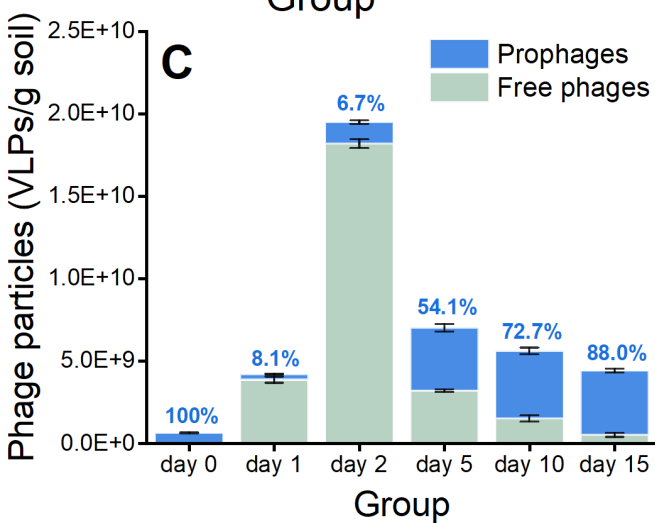 Group
C
Prophages
Free phages
Phage particles (VLPs/g soil)
2.5E+10
2.0E+10
1.5E+10
1.0E+10
5.0E+9
0.0E+0
100%
8.1%
6.7%
54.1%
72.7%
88.0%
day 0 day 1 day 2 day 5 day 10 day 15
Group